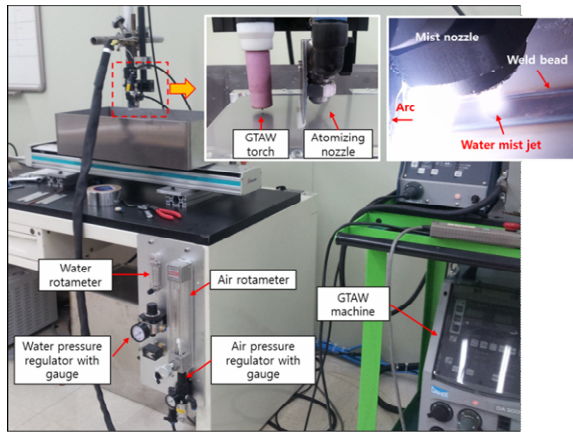 Mist nozzle
Weld bead
Arc
Water mist jet
GTAW
torch
Atomizing
nozzle
Water
rotameter
Air rotameter
GTAW
machine
Water pressure
regulator with
gauge
Air pressure
regulator with
gauge